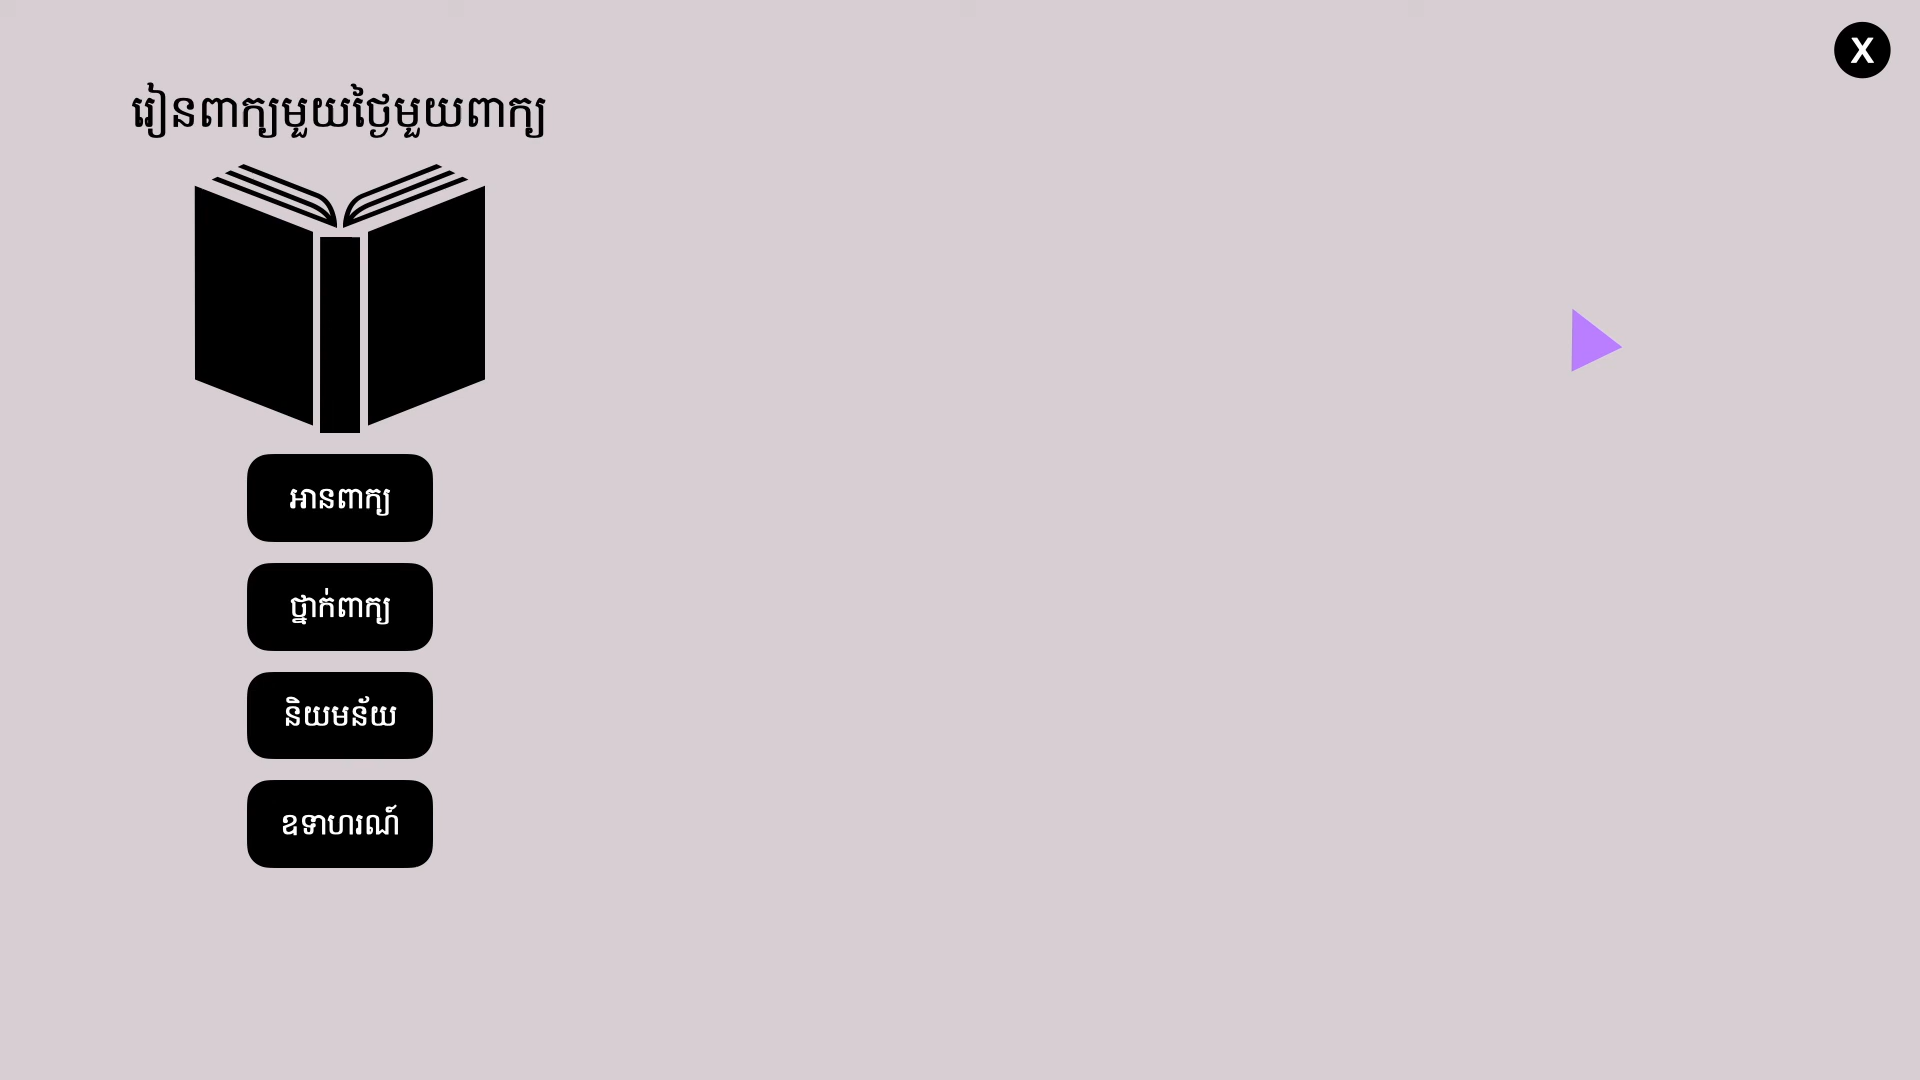 X
រៀនពាក្យមួយថ្ងៃមួយពាក្យ
អានពាក្យ
ថ្នាក់ពាក្យ
និយមន័យ
ឧទាហរណ៍